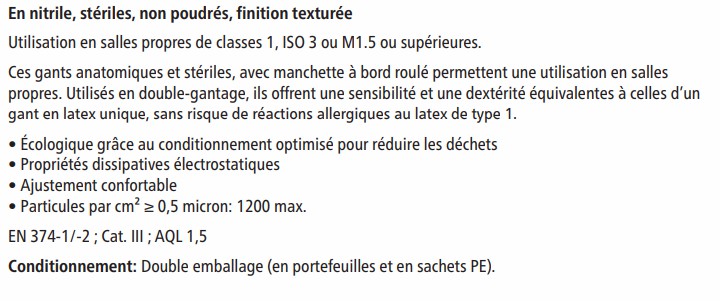 En nitrile, stériles, non poudrés, finition texturée
Utilisation en salles propres de classes 1, ISO 3 ou M1.5 ou supérieures.
Ces gants anatomiques et stériles, avec manchette à bord roulé permettent une utilisation en salles
propres. Utilisés en double-gantage, ils offrent une sensibilité et une dextérité équivalentes à celles d’un
gant en latex unique, sans risque de réactions allergiques au latex de type 1.
• Écologique grâce au conditionnement optimisé pour réduire les déchets
• Propriétés dissipatives électrostatiques
• Ajustement confortable
• Particules par cm² ≥ 0,5 micron: 1200 max.
EN 374-1/-2 ; Cat. III ; AQL 1,5
Conditionnement: Double emballage (en portefeuilles et en sachets PE).